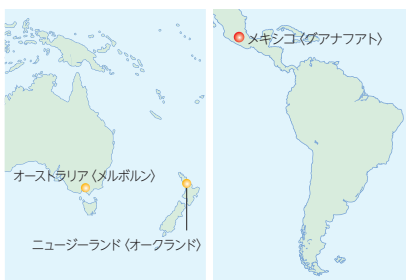 メキシコ〈グアナファト〉
オーストラリア〈メルボルン〉
ニュージーランド〈オークランド〉